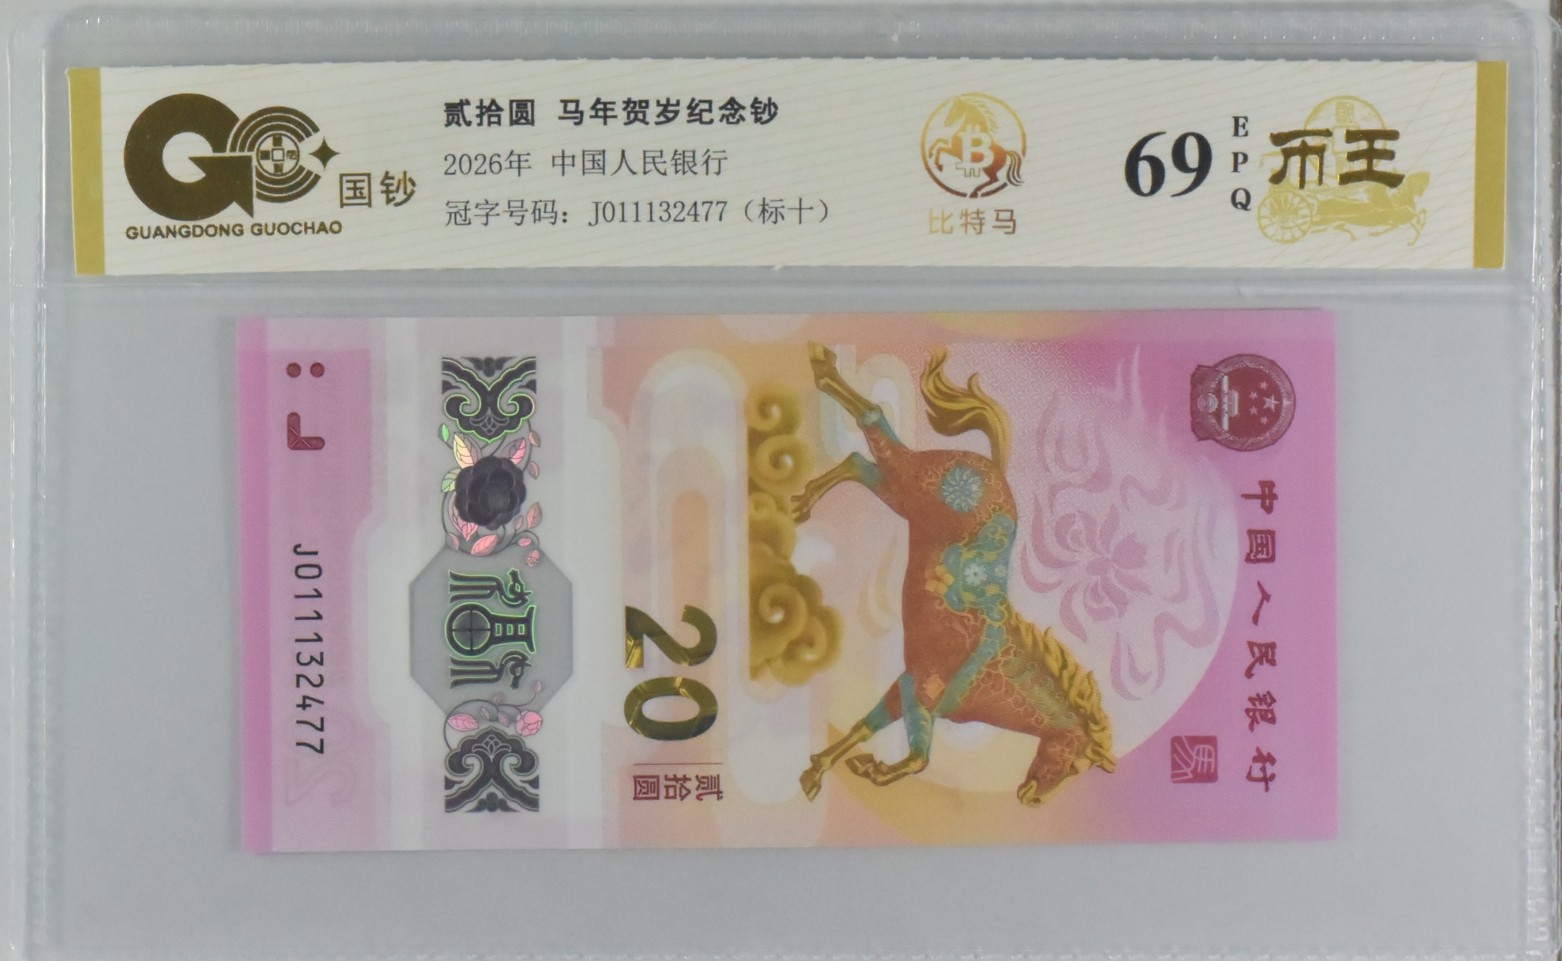 国钞
GUANGDONG GUOCHAO
贰拾圆 马年贺岁纪念钞
2026年 中国人民银行
冠字号码：J011132477（标十）
B
比特马
69
EPQ
币王
J011132477
福
20
贰拾圆
中国人民银行
馬